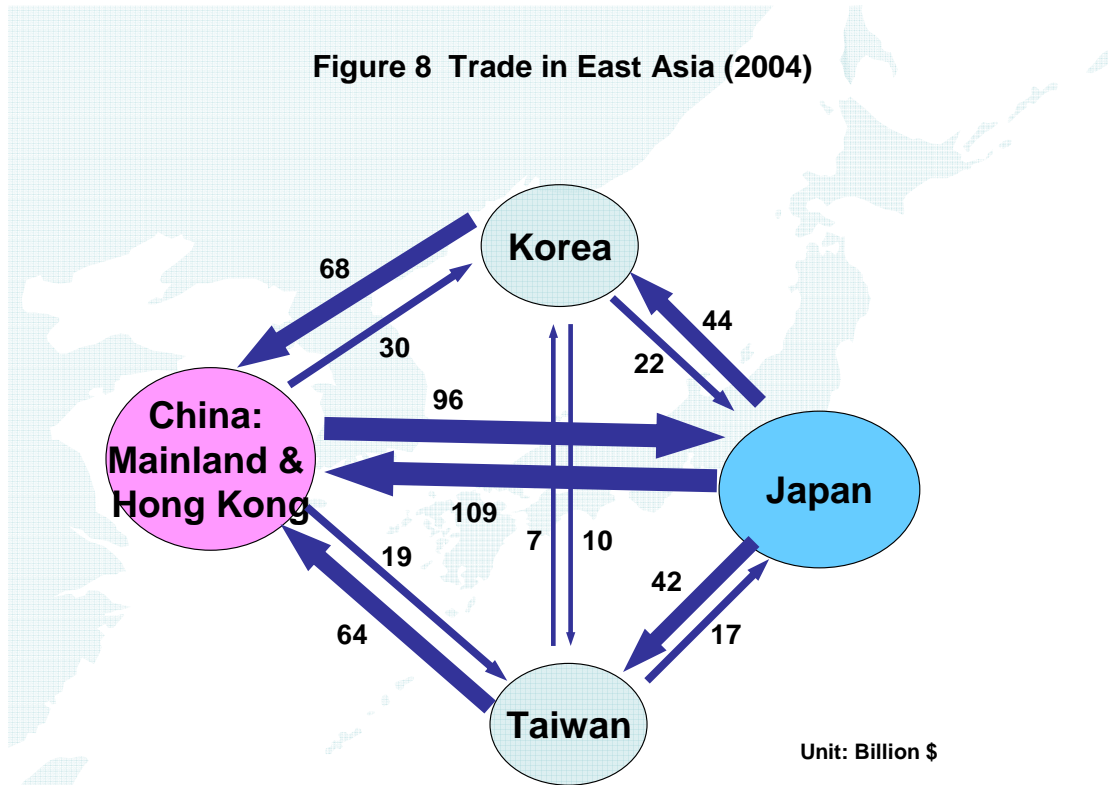 Figure 8  Trade in East Asia (2004)
Korea
68
44
30
22
96
China:
Mainland &
Hong Kong
Japan
109
19
7
10
42
64
17
Taiwan
Unit: Billion $